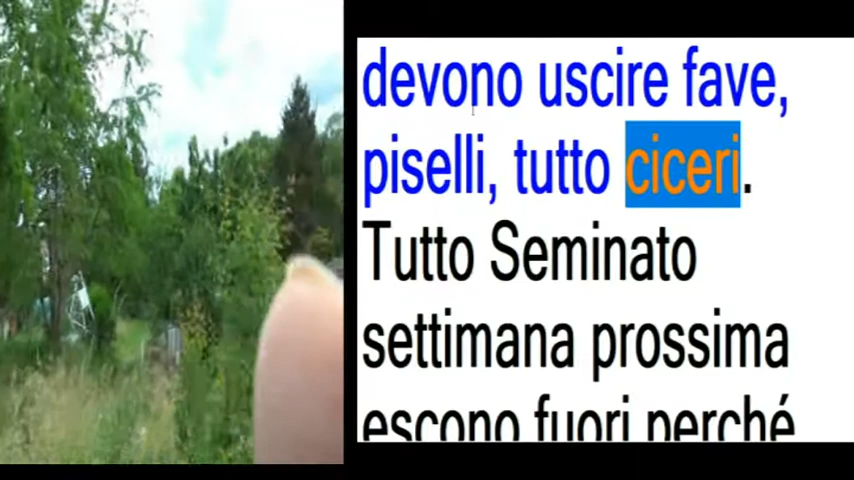 devono uscire fave,
piselli, tutto ciceri.
Tutto Seminato
settimana prossima
escono fuori perché